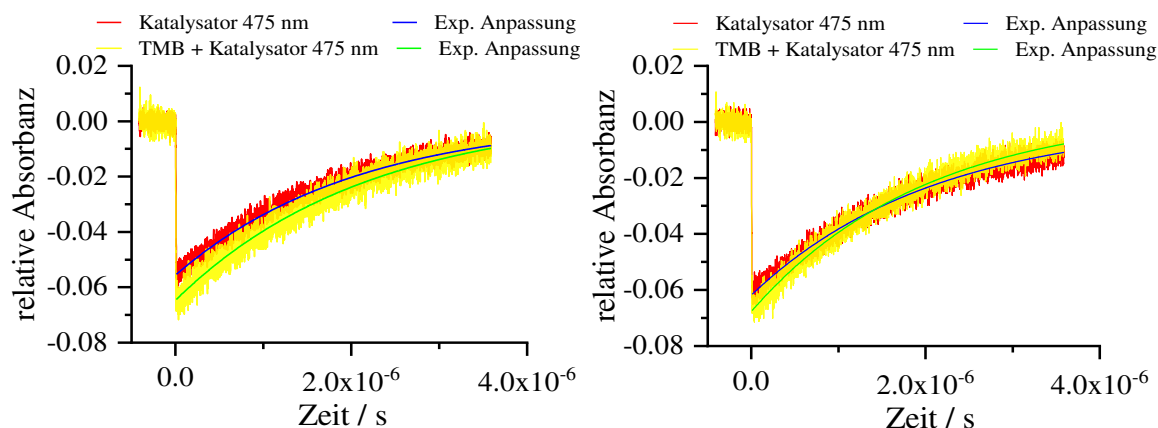 Katalysator 475 nm Exp. Anpassung
TMB + Katalysator 475 nm Exp. Anpassung
0.02
0.00
-0.02
-0.04
-0.06
-0.08
relative Absorbanz
0.0 2.0x10⁻⁶ 4.0x10⁻⁶
Zeit / s
Katalysator 475 nm Exp. Anpassung
TMB + Katalysator 475 nm Exp. Anpassung
0.02
0.00
-0.02
-0.04
-0.06
-0.08
relative Absorbanz
0.0 2.0x10⁻⁶ 4.0x10⁻⁶
Zeit / s